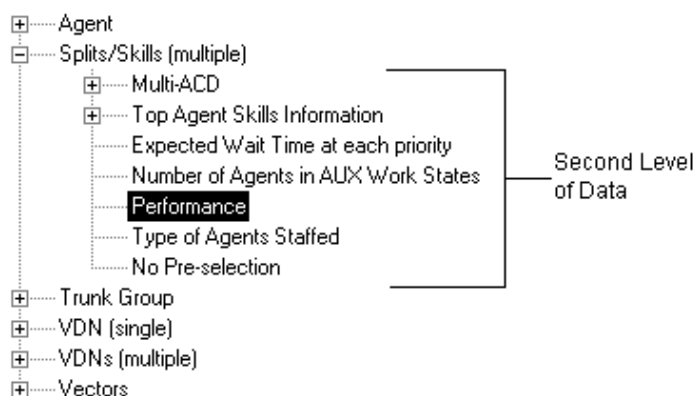 Agent
Splits/Skills (multiple)
Multi-ACD
Top Agent Skills Information
Expected Wait Time at each priority
Number of Agents in AUX Work States
Performance
Type of Agents Staffed
No Pre-selection
Second Level
of Data
Trunk Group
VDN (single)
VDNs (multiple)
Vectors